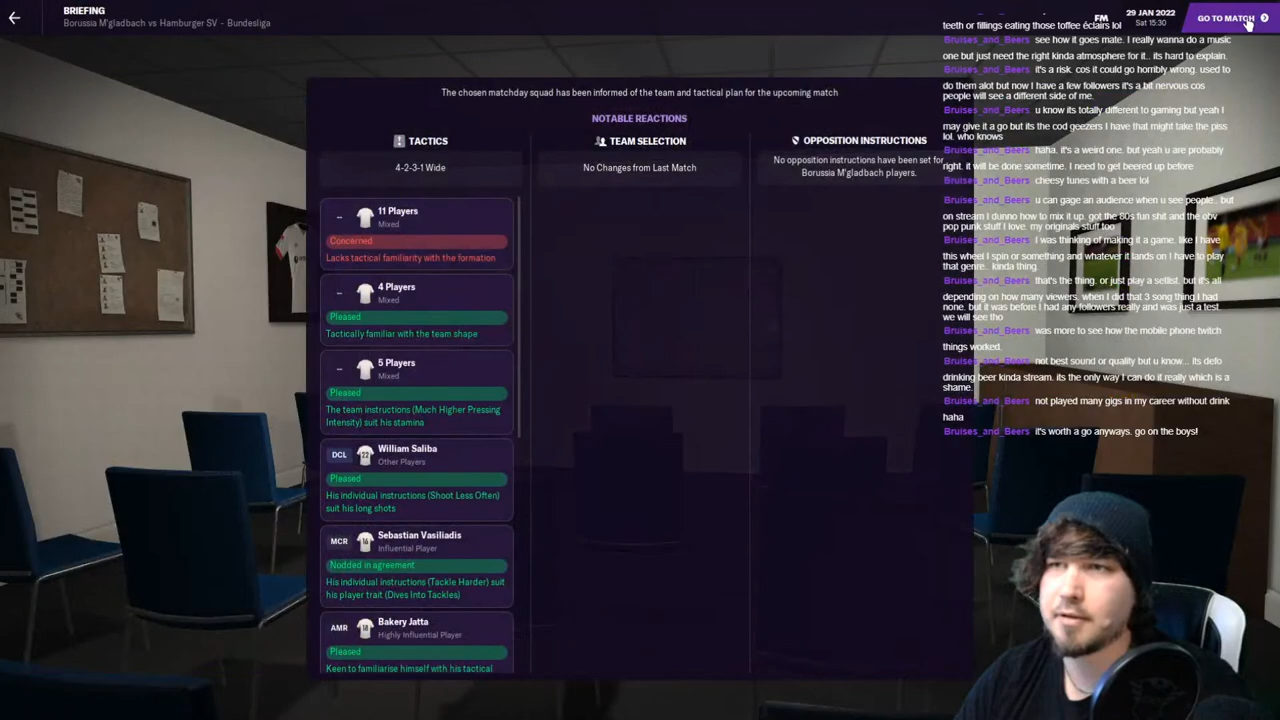 BRIEFING
Borussia M'gladbach vs Hamburger SV - Bundesliga
FM
29 JAN 2022
Sat 15:30
GO TO MATCH
The chosen matchday squad has been informed of the team and tactical plan for the upcoming match
NOTABLE REACTIONS
TACTICS
4-2-3-1 Wide
11 Players
Mixed
Concerned
Lacks tactical familiarity with the formation
4 Players
Mixed
Pleased
Tactically familiar with the team shape
5 Players
Mixed
Pleased
The team instructions (Much Higher Pressing
Intensity) suit his stamina
DCL
22
William Saliba
Other Players
Pleased
His individual instructions (Shoot Less Often)
suit his long shots
MCR
16
Sebastian Vasiliadis
Influential Player
Nodded in agreement
His individual instructions (Tackle Harder) suit
his player trait (Dives Into Tackles)
AMR
18
Bakery Jatta
Highly Influential Player
Pleased
Keen to familiarise himself with his tactical
TEAM SELECTION
No Changes from Last Match
OPPOSITION INSTRUCTIONS
No opposition instructions have been set for
Borussia M'gladbach players.
teeth or fillings eating those toffee éclairs lol
Bruises_and_Beers see how it goes mate. I really wanna do a music
one but just need the right kinda atmosphere for it.. its hard to explain.
Bruises_and_Beers it's a risk. cos it could go horribly wrong. used to
do them alot but now I have a few followers it's a bit nervous cos
people will see a different side of me.
Bruises_and_Beers u know its totally different to gaming but yeah I
may give it a go but its the cod geezers I have that might take the piss
lol. who knows
Bruises_and_Beers haha. it's a weird one. but yeah u are probably
right. it will be done sometime. I need to get beered up before
Bruises_and_Beers cheesy tunes with a beer lol
Bruises_and_Beers u can gage an audience when u see people.. but
on stream I dunno how to mix it up. got the 80s fun shit and the obv
pop punk stuff I love. my originals stuff too
Bruises_and_Beers I was thinking of making it a game. like I have
this wheel I spin or something and whatever it lands on I have to play
that genre.. kinda thing
Bruises_and_Beers that's the thing. or just play a setlist. but it's all
depending on how many viewers. when I did that 3 song thing I had
none. but it was before I had any followers really and was just a test.
we will see tho
Bruises_and_Beers was more to see how the mobile phone twitch
things worked.
Bruises_and_Beers not best sound or quality but u know... Its defo
drinking beer kinda stream. its the only way I can do it really which is a
shame.
Bruises_and_Beers not played many gigs in my career without drink
haha
Bruises_and_Beers it's worth a go anyways. go on the boys!